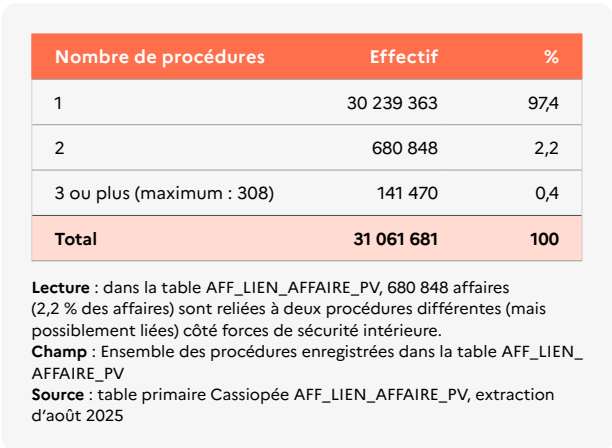 Nombre de procédures Effectif %
1 30 239 363 97,4
2 680 848 2,2
3 ou plus (maximum : 308) 141 470 0,4
Total 31 061 681 100
Lecture : dans la table AFF_LIEN_AFFAIRE_PV, 680 848 affaires
(2,2 % des affaires) sont reliées à deux procédures différentes (mais
possiblement liées) côté forces de sécurité intérieure.
Champ : Ensemble des procédures enregistrées dans la table AFF_LIEN_
AFFAIRE_PV
Source : table primaire Cassiopée AFF_LIEN_AFFAIRE_PV, extraction
d’août 2025